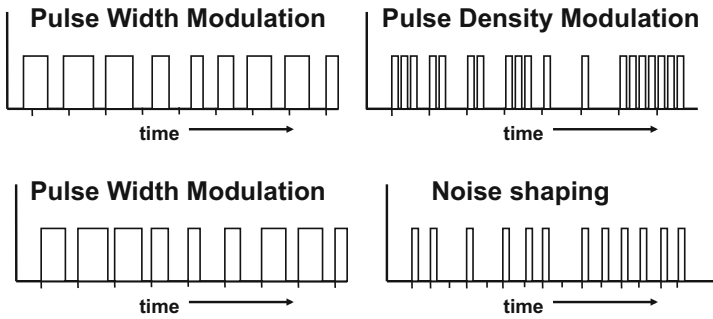 Pulse Width Modulation
Pulse Density Modulation
time
time
Pulse Width Modulation
Noise shaping
time
time